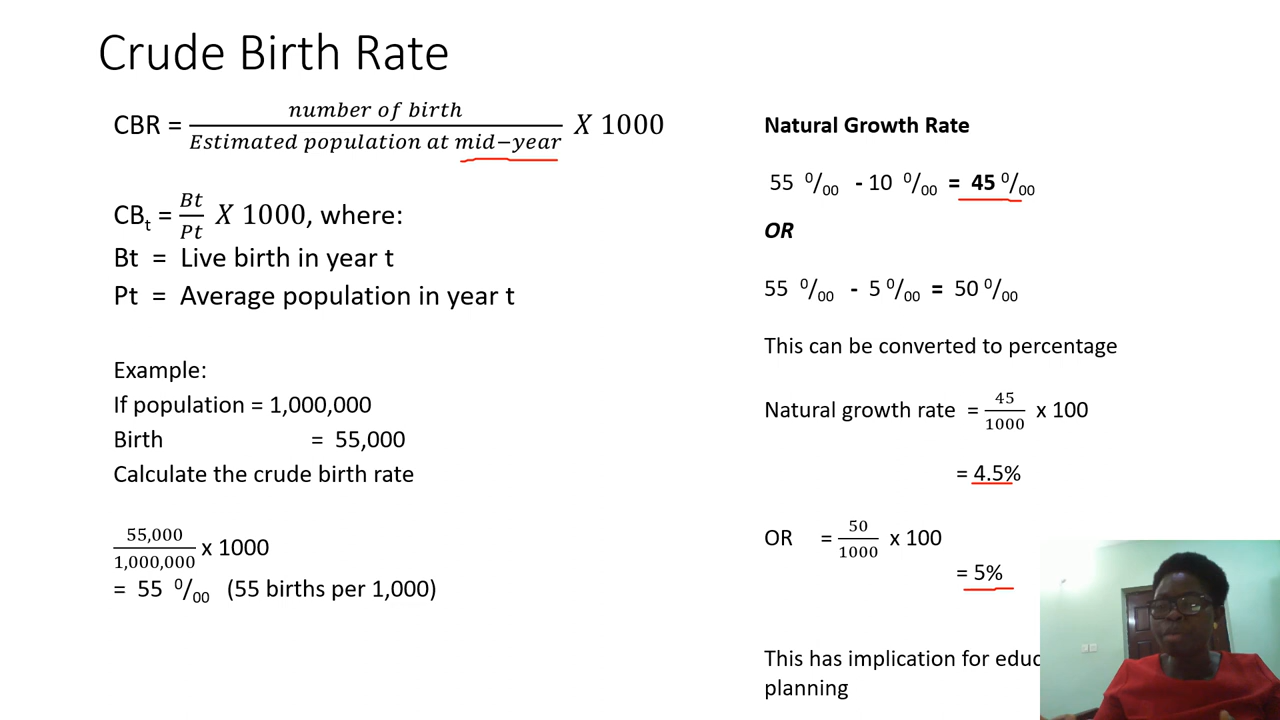 Crude Birth Rate
CBR = number of birth / Estimated population at mid−year X 1000
CBt = Bt / Pt X 1000, where:
Bt = Live birth in year t
Pt = Average population in year t
Example:
If population = 1,000,000
Birth = 55,000
Calculate the crude birth rate
55,000 / 1,000,000 x 1000
= 55 0/00 (55 births per 1,000)
Natural Growth Rate
55 0/00 - 10 0/00 = 45 0/00
OR
55 0/00 - 5 0/00 = 50 0/00
This can be converted to percentage
Natural growth rate = 45 / 1000 x 100
= 4.5%
OR = 50 / 1000 x 100
= 5%
This has implication for
planning